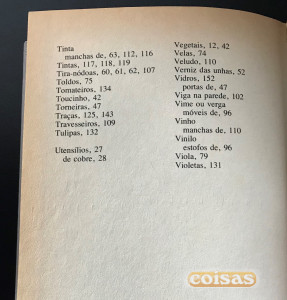 Tinta
manchas de, 63, 112, 116
Tintas, 117, 118, 119
Tira-nódoas, 60, 61, 62, 107
Toldos, 75
Tomateiros, 134
Toucinho, 42
Torneiras, 47
Traças, 125, 143
Travesseiros, 109
Tulipas, 132
Utensílios, 27
de cobre, 28
Vegetais, 12, 42
Velas, 74
Veludo, 110
Verniz das unhas, 52
Vidros, 152
portas de, 47
Viga na parede, 102
Vime ou verga
móveis de, 96
Vinho
manchas de, 110
Vinilo
estofos de, 96
Viola, 79
Violetas, 131
coisas